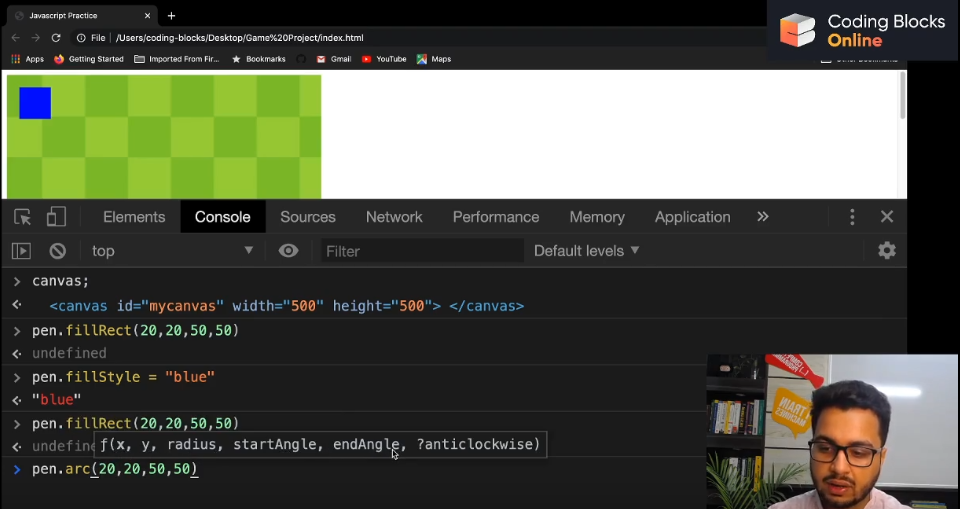 Javascript Practice
Coding Blocks
Online
File /Users/coding-blocks/Desktop/Game%20Project/index.html
Apps Getting Started Imported From Fir... Bookmarks Gmail YouTube Maps
Elements Console Sources Network Performance Memory Application
top Filter Default levels
canvas;
<canvas id="mycanvas" width="500" height="500"> </canvas>
pen.fillRect(20,20,50,50)
undefined
pen.fillStyle = "blue"
"blue"
pen.fillRect(20,20,50,50)
undefine
ƒ(x, y, radius, startAngle, endAngle, ?anticlockwise)
pen.arc(20,20,50,50)